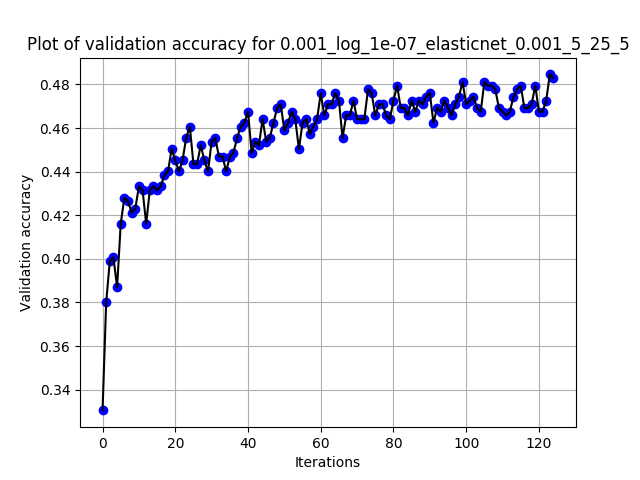 Plot of validation accuracy for 0.001_log_1e-07_elasticnet_0.001_5_25_5
0.48
0.46
0.44
0.42
0.40
0.38
0.36
0.34
Validation accuracy
0 20 40 60 80 100 120
Iterations